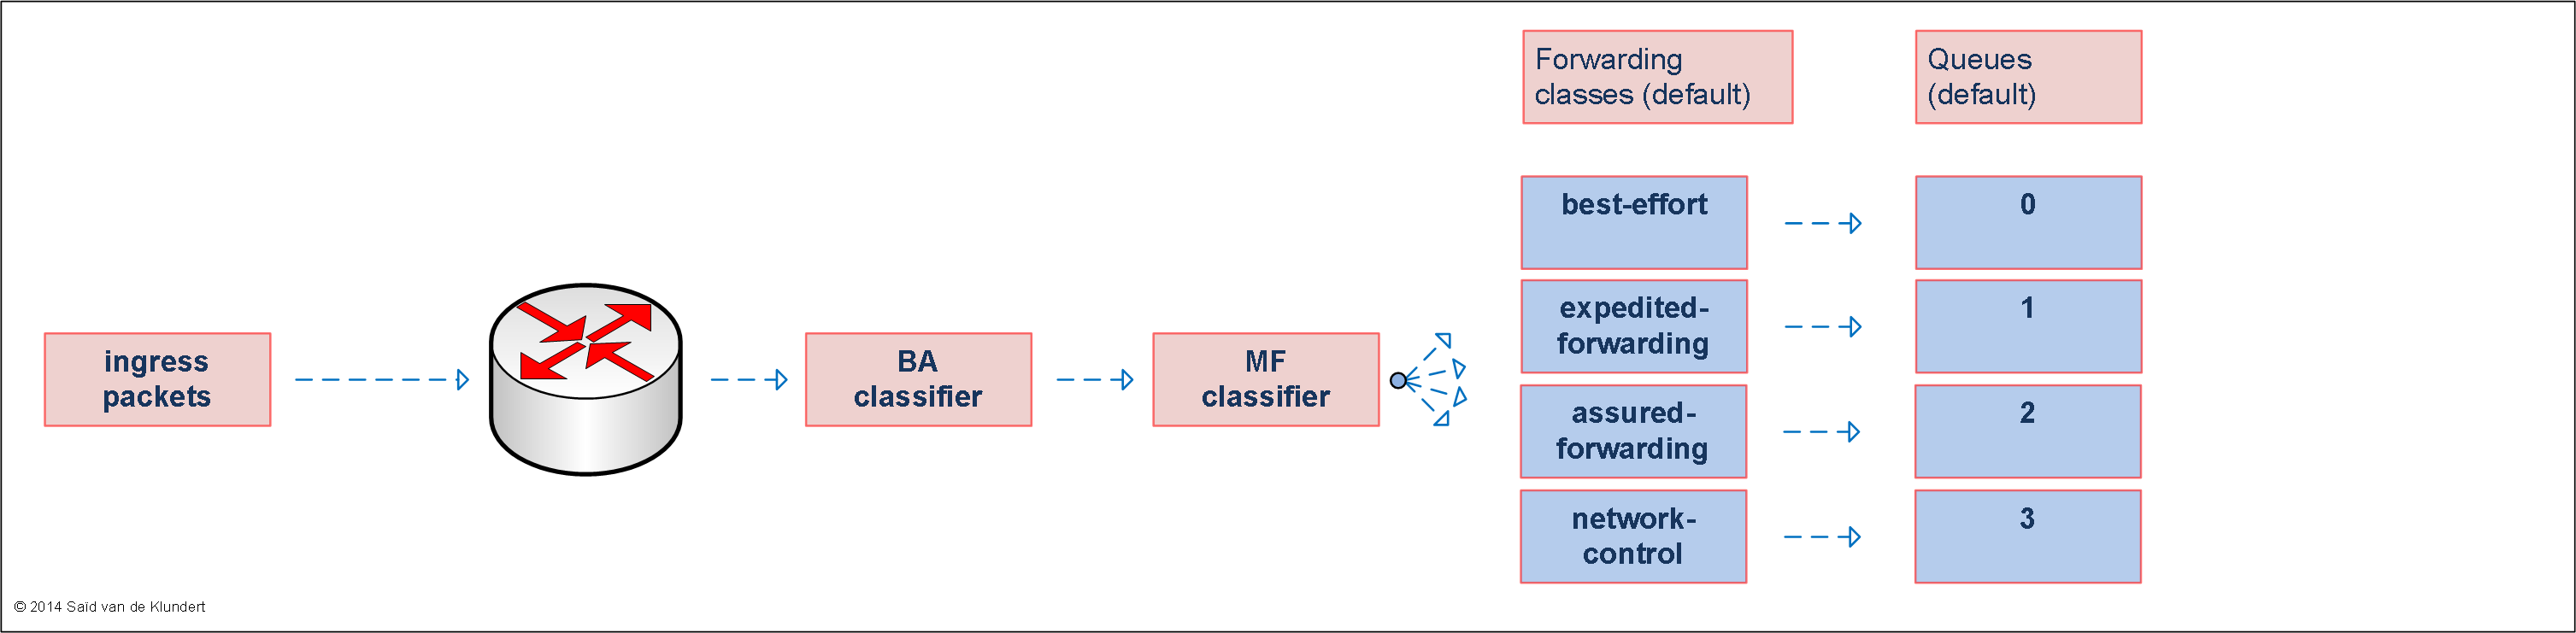 Forwarding
classes (default)
Queues
(default)
best-effort
0
expedited-
forwarding
1
ingress
packets
BA
classifier
MF
classifier
assured-
forwarding
2
network-
control
3
© 2014 Saïd van de Klundert